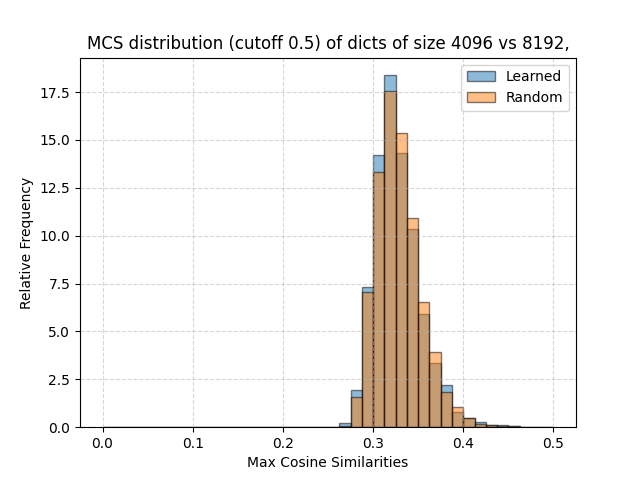 MCS distribution (cutoff 0.5) of dicts of size 4096 vs 8192,
Learned
Random
17.5
15.0
12.5
10.0
7.5
5.0
2.5
0.0
Relative Frequency
0.0 0.1 0.2 0.3 0.4 0.5
Max Cosine Similarities